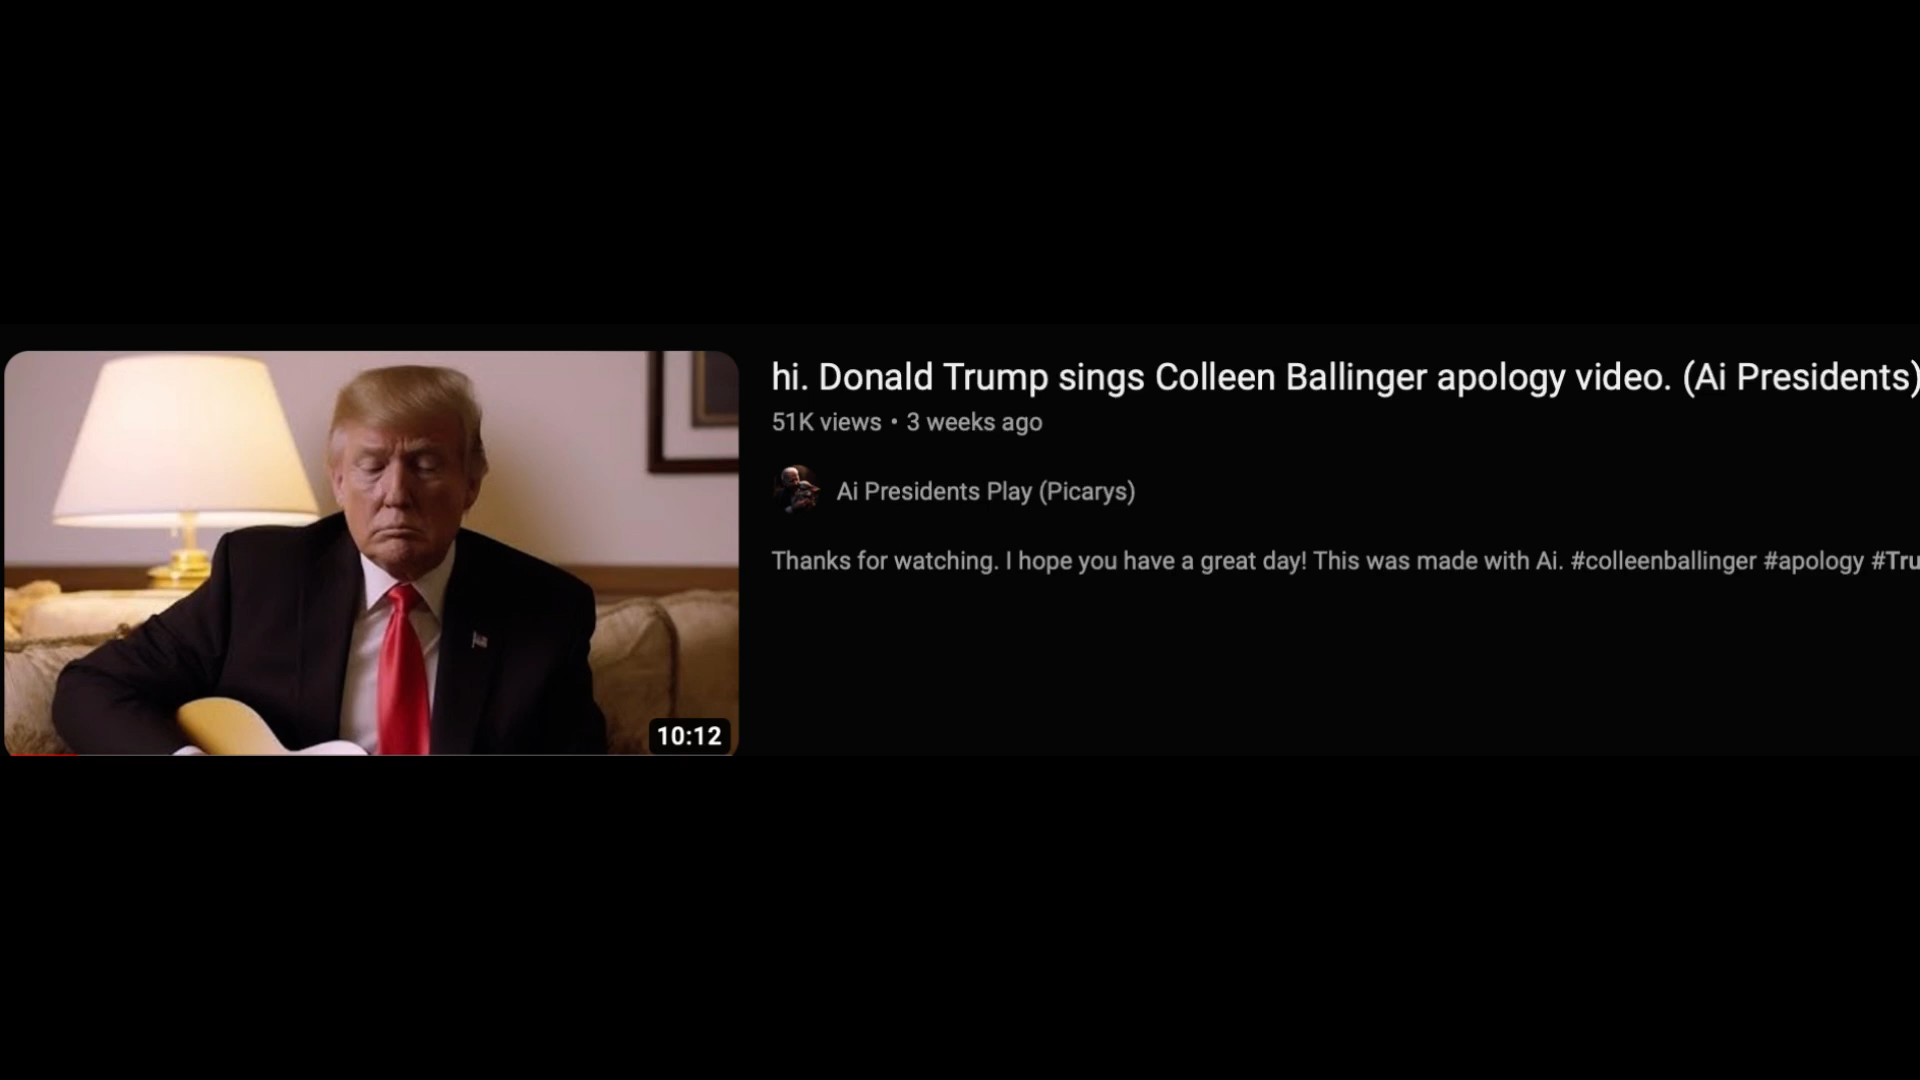 hi. Donald Trump sings Colleen Ballinger apology video. (Ai Presidents)
51K views • 3 weeks ago
Ai Presidents Play (Picarys)
Thanks for watching. I hope you have a great day! This was made with Ai. #colleenballinger #apology #Tru
10:12